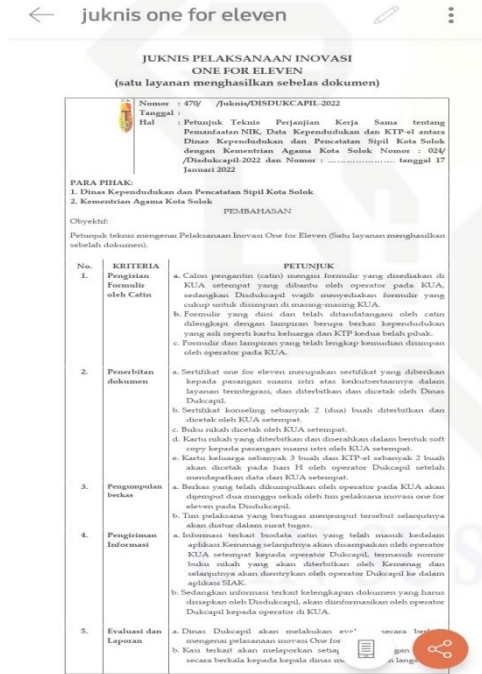 juknis one for eleven
JUKNIS PELAKSANAAN INOVASI
ONE FOR ELEVEN
(satu layanan menghasilkan sebelas dokumen)
Nomor : 470/ /Juknis/DISDUKCAPIL-2022
Tanggal :
Hal : Petunjuk Teknis Perjanjian Kerja Sama tentang
Pemanfaatan NIK, Data Kependudukan dan KTP-el antara
Dinas Kependudukan dan Pencatatan Sipil Kota Solok
dengan Kementrian Agama Kota Solok Nomor : 024/
/Disdukcapil-2022 dan Nomor : ..................... tanggal 17
Januari 2022
PARA PIHAK:
1. Dinas Kependudukan dan Pencatatan Sipil Kota Solok
2. Kementrian Agama Kota Solok
PEMBAHASAN
Obyektif:
Petunjuk teknis mengenai Pelaksanaan Inovasi One for Eleven (Satu layanan menghasilkan
sebelah dokumen).
No. KRITERIA PETUNJUK
1. Pengisian Formulir oleh Catin
a. Calon pengantin (catin) mengisi formulir yang disediakan di
KUA setempat yang dibantu oleh operator pada KUA,
sedangkan Disdukcapil wajib menyediakan formulir yang
cukup untuk disimpan di masing-masing KUA.
b. Formulir yang diisi dan telah ditandatangani oleh catin
dilengkapi dengan lampiran berupa berkas kependudukan
yang asli seperti kartu keluarga dan KTP kedua belah pihak.
c. Formulir dan lampiran yang telah lengkap kemudian disimpan
oleh operator pada KUA.
2. Penerbitan dokumen
a. Sertifikat one for eleven merupakan sertifikat yang diberikan
kepada pasangan suami istri atas keikutsertaannya dalam
layanan terintegrasi, dan diterbitkan dan dicetak oleh Dinas
Dukcapil.
b. Sertifikat konseling sebanyak 2 (dua) buah diterbitkan dan
dicetak oleh KUA setempat.
c. Buku nikah dicetak oleh KUA setempat.
d. Kartu nikah yang diterbitkan dan diserahkan dalam bentuk soft
copy kepada pasangan suami istri oleh KUA setempat.
e. Kartu keluarga sebanyak 3 buah dan KTP-el sebanyak 2 buah
akan dicetak pada hari H oleh operator Dukcapil setelah
mendapatkan data dari KUA setempat.
3. Pengumpulan berkas
a. Berkas yang telah dikumpulkan oleh operator pada KUA akan
dijemput dua minggu sekali oleh tim pelaksana inovasi one for
eleven pada Disdukcapil.
b. Tim pelaksana yang bertugas menjemput tersebut selanjutnya
akan diatur dalam surat tugas.
4. Pengiriman Informasi
a. Informasi terkait biodata catin yang telah masuk kedalam
aplikasi Kemenag selanjutnya akan disampaikan oleh operator
KUA setempat kepada operator Dukcapil, termasuk nomor
buku nikah yang akan diterbitkan oleh Kemenag dan
selanjutnya akan dientrykan oleh operator Dukcapil ke dalam
aplikasi SIAK.
b. Sedangkan informasi terkait kelengkapan dokumen yang harus
disiapkan oleh Disdukcapil, akan diinformasikan oleh operator
Dukcapil kepada operator di KUA.
5. Evaluasi dan Laporan
a. Dinas Dukcapil akan melakukan secara
mengenai pelasanaan inovasi One for
b. Kasi terkait akan melaporkan setiap
secara berkala kepada kepala dinas